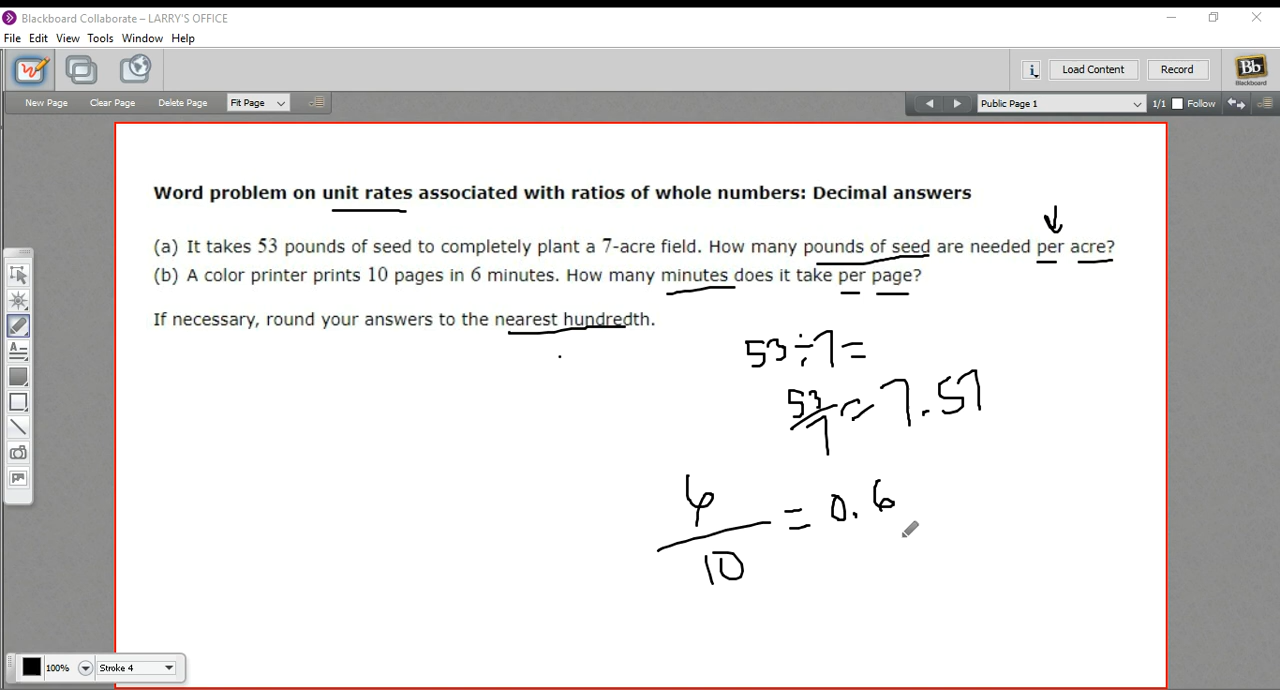 Blackboard Collaborate – LARRY'S OFFICE
File Edit View Tools Window Help
Load Content Record Bb Blackboard
New Page Clear Page Delete Page Fit Page Public Page 1 1/1 Follow
Word problem on unit rates associated with ratios of whole numbers: Decimal answers
(a) It takes 53 pounds of seed to completely plant a 7-acre field. How many pounds of seed are needed per acre?
(b) A color printer prints 10 pages in 6 minutes. How many minutes does it take per page?
If necessary, round your answers to the nearest hundredth.
53÷7=
53/7=7.57
6/10 = 0.6
100% Stroke 4